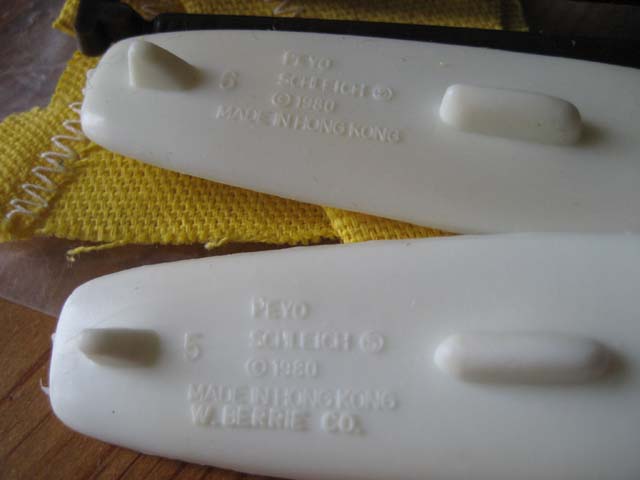 PEYO
6 SCHLEICH S
© 1980
MADE IN HONG KONG
PEYO
5 SCHLEICH S
© 1980
MADE IN HONG KONG
W. BERRIE CO.